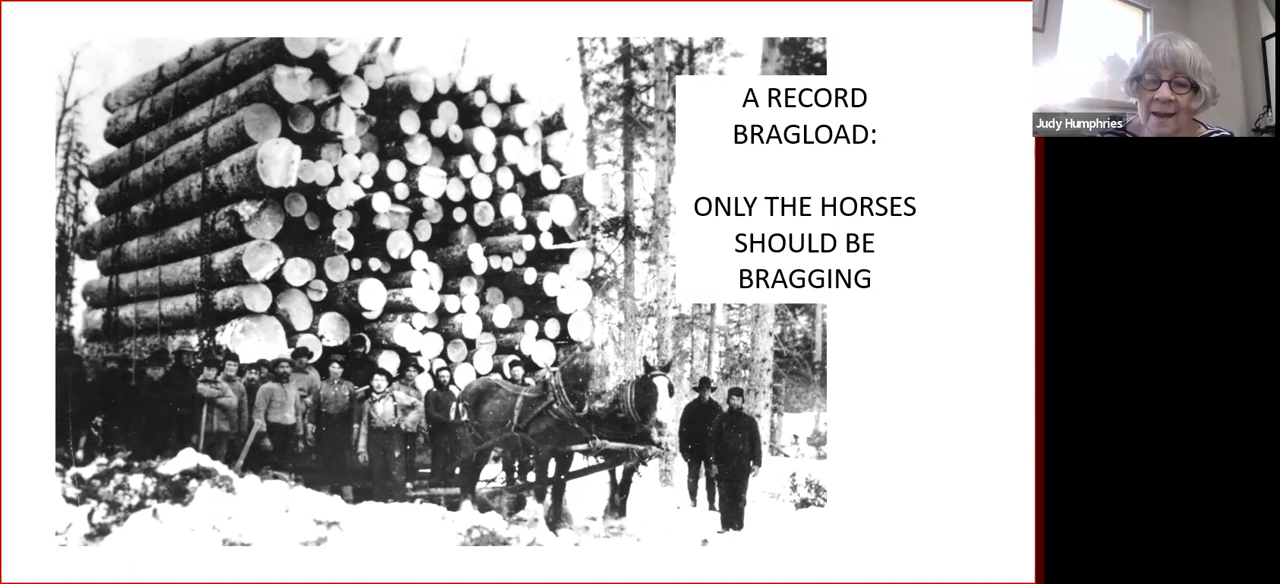 A RECORD
BRAGLOAD:
ONLY THE HORSES
SHOULD BE
BRAGGING
Judy Humphries